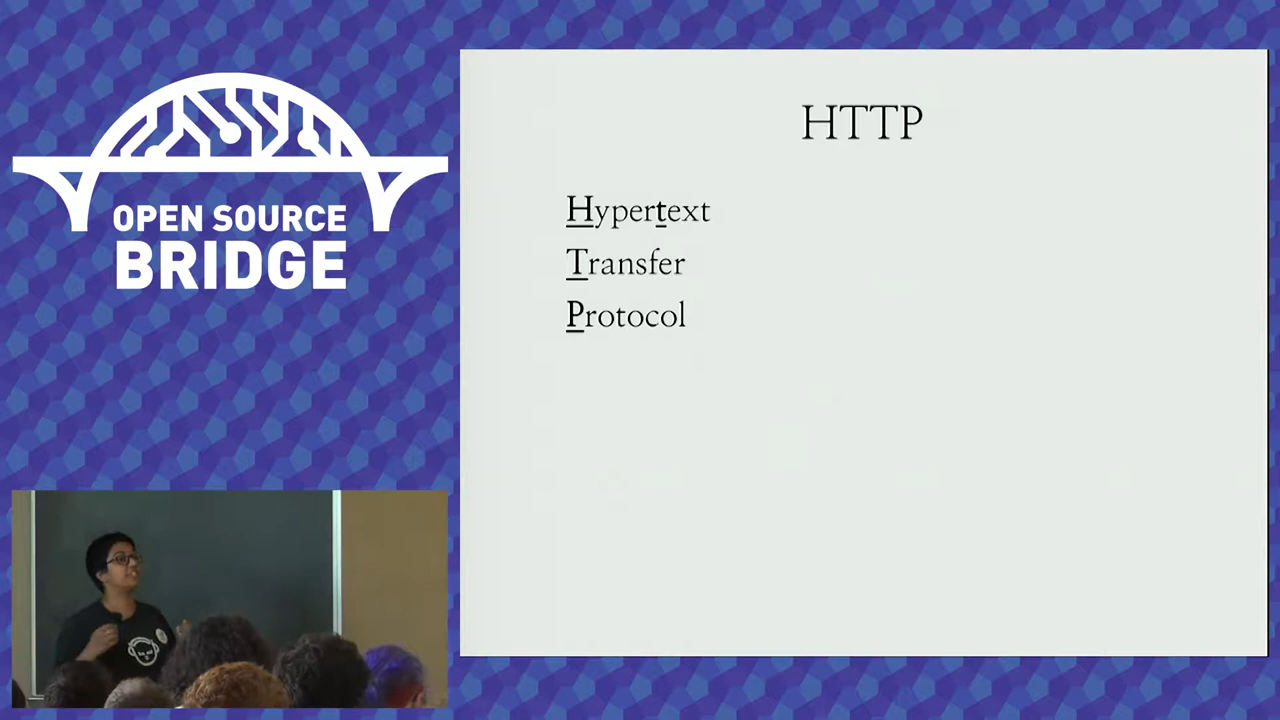 OPEN SOURCE
BRIDGE
HTTP
Hypertext
Transfer
Protocol